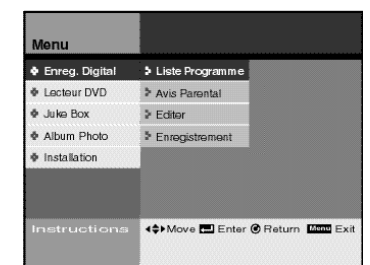 Menu
Enreg. Digital
Liste Programme
Lecteur DVD
Avis Parental
Juke Box
Editer
Album Photo
Enregistrement
Installation
Instructions
Move Enter Return Menu Exit